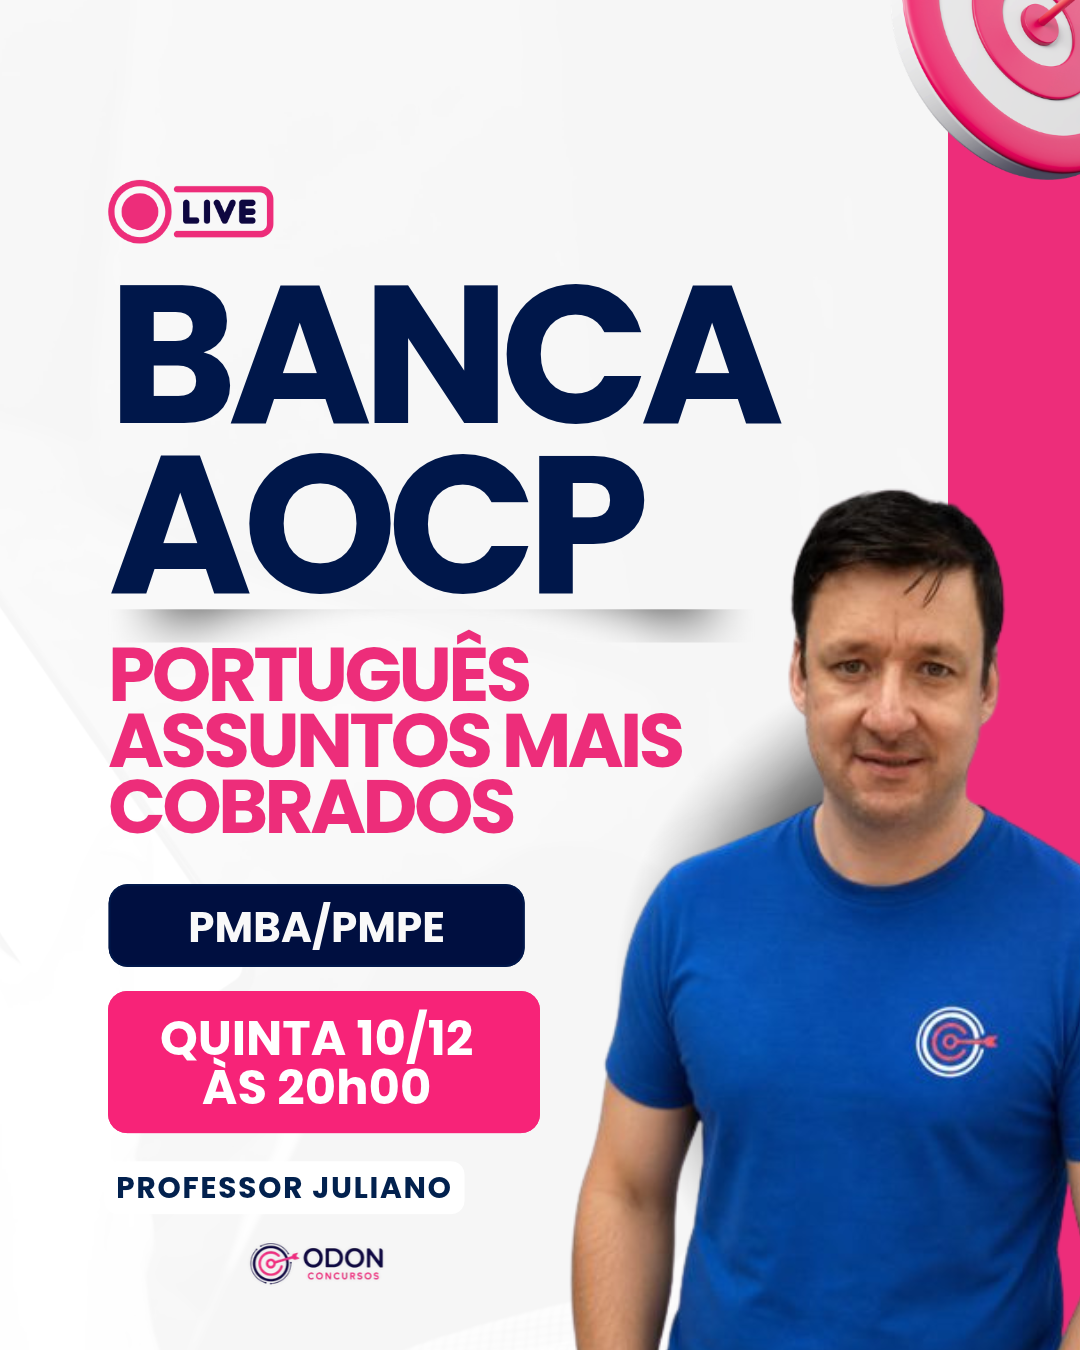 LIVE
BANCA
AOCP
PORTUGUÊS
ASSUNTOS MAIS
COBRADOS
PMBA/PMPE
QUINTA 10/12
ÀS 20h00
PROFESSOR JULIANO
ODON
CONCURSOS